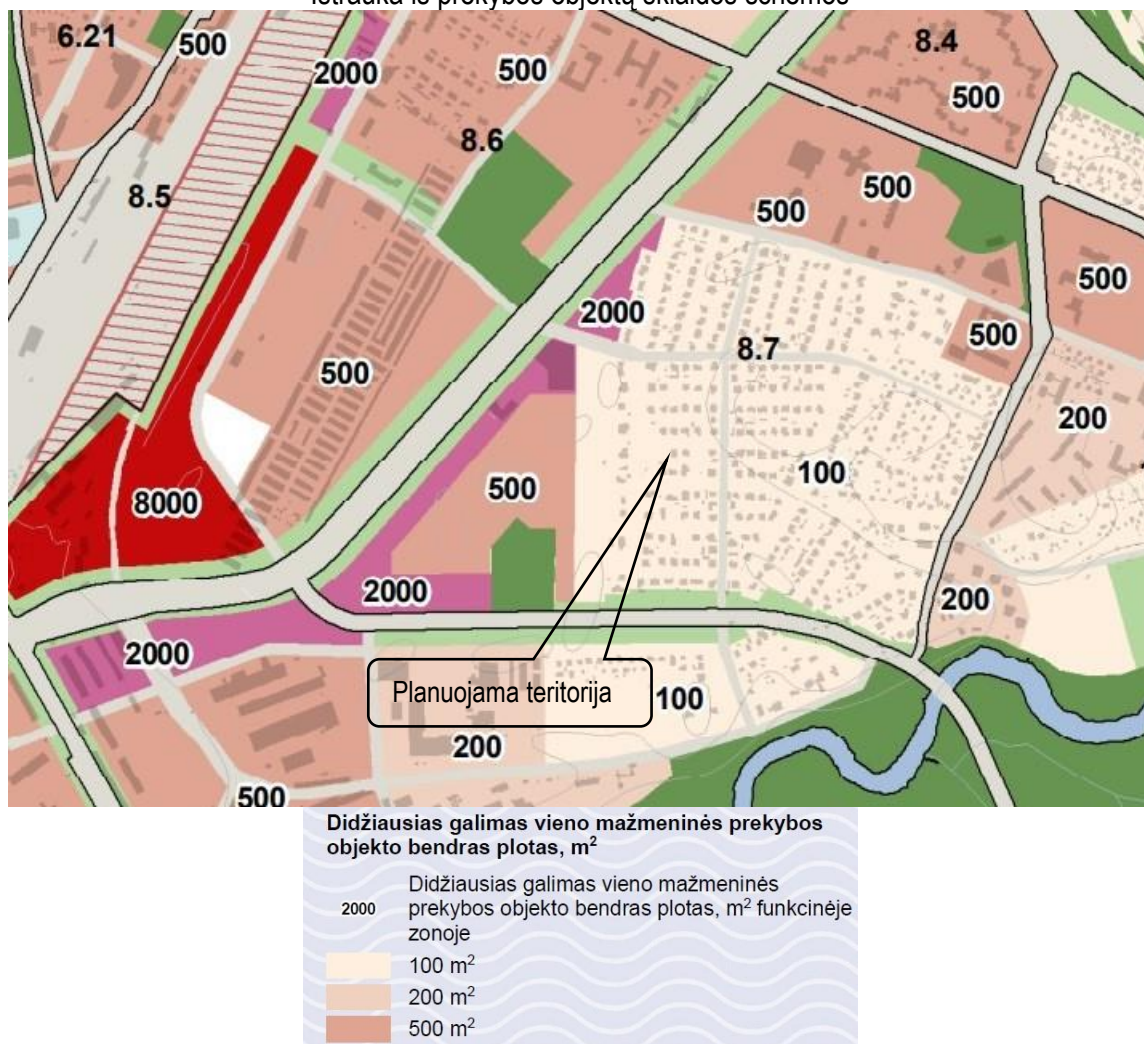 Ištrauka iš prekybos objektų sklaidos schemos
6.21
500
2000
500
8.4
500
8.6
8.5
500
500
500
2000
500
8.7
500
200
100
500
8000
2000
200
2000
Planuojama teritorija
100
200
500
Didžiausias galimas vieno mažmeninės prekybos
objekto bendras plotas, m²
Didžiausias galimas vieno mažmeninės
2000 prekybos objekto bendras plotas, m² funkcinėje
zonoje
100 m²
200 m²
500 m²